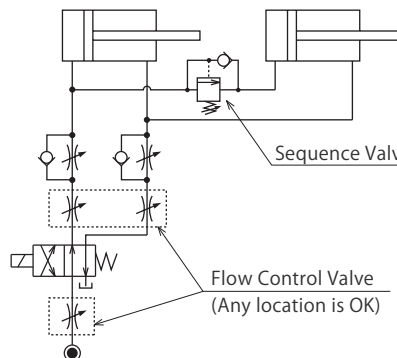 Sequence Valv
Flow Control Valve
(Any location is OK)